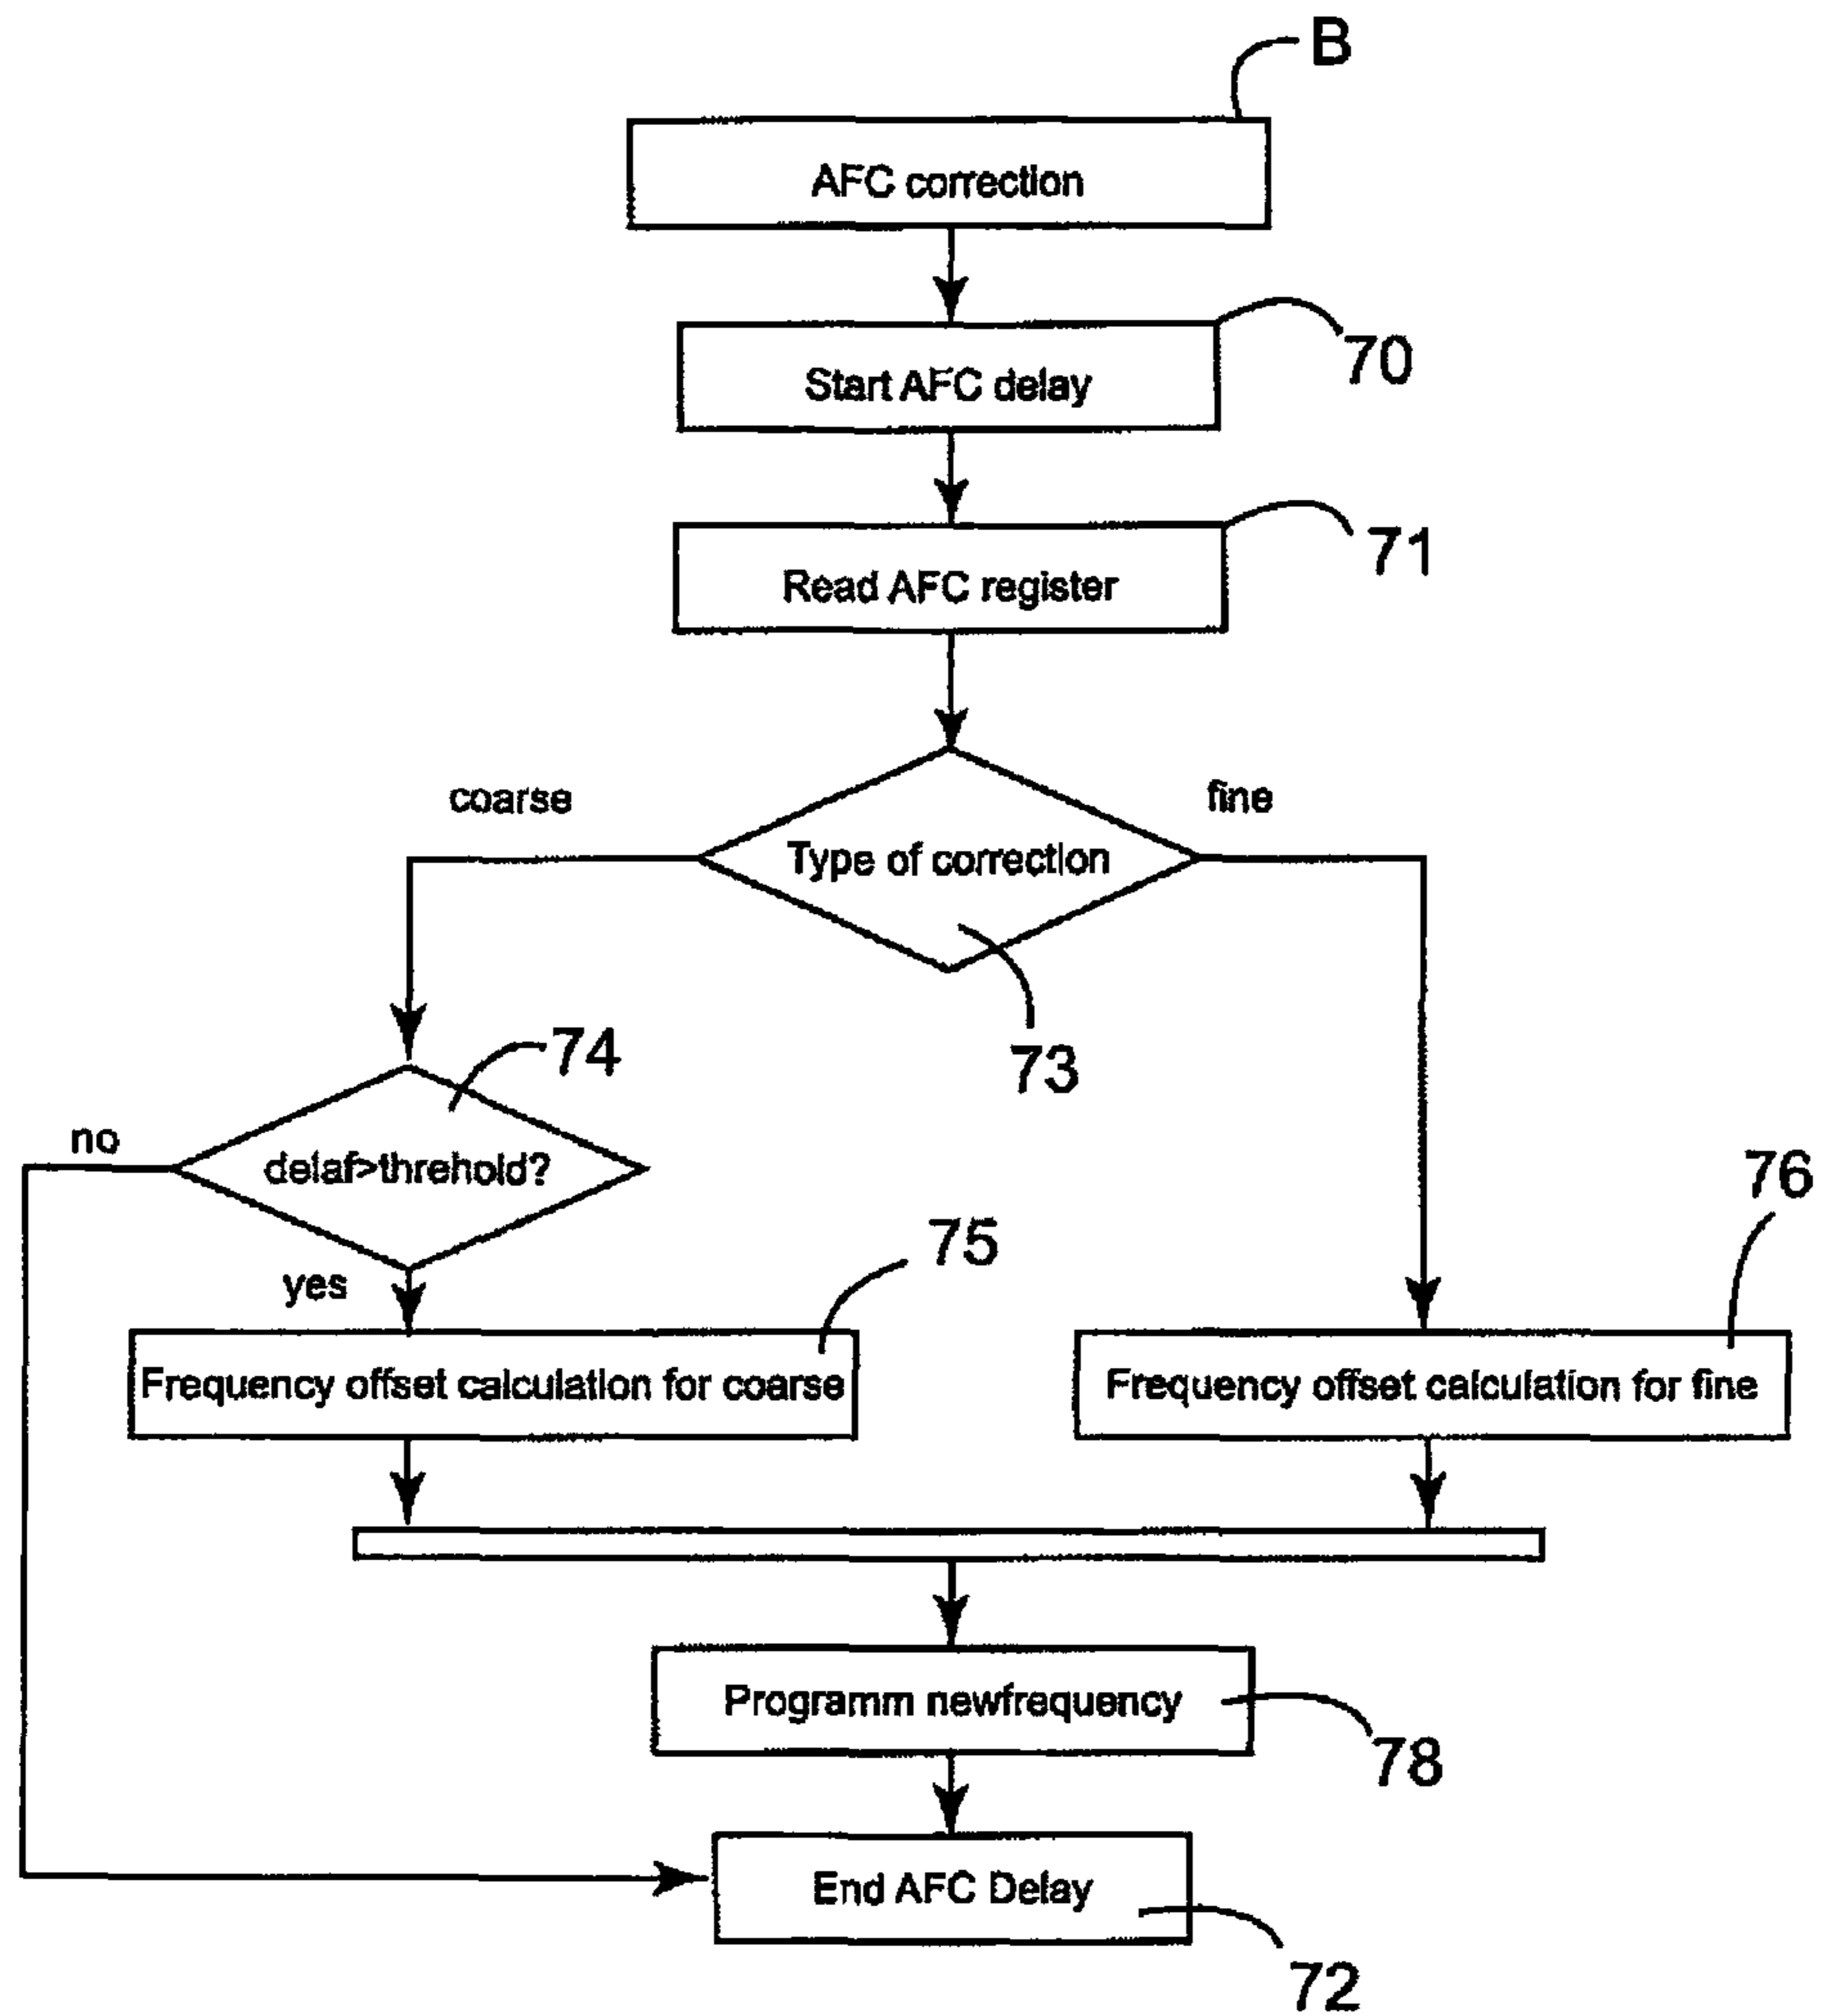 B
AFC correction
70
Start AFC delay
71
Read AFC register
coarse
fine
Type of correction
73
74
no
delaf>threhold?
76
75
yes
Frequency offset calculation for coarse
Frequency offset calculation for fine
Programm newfrequency
78
End AFC Delay
72